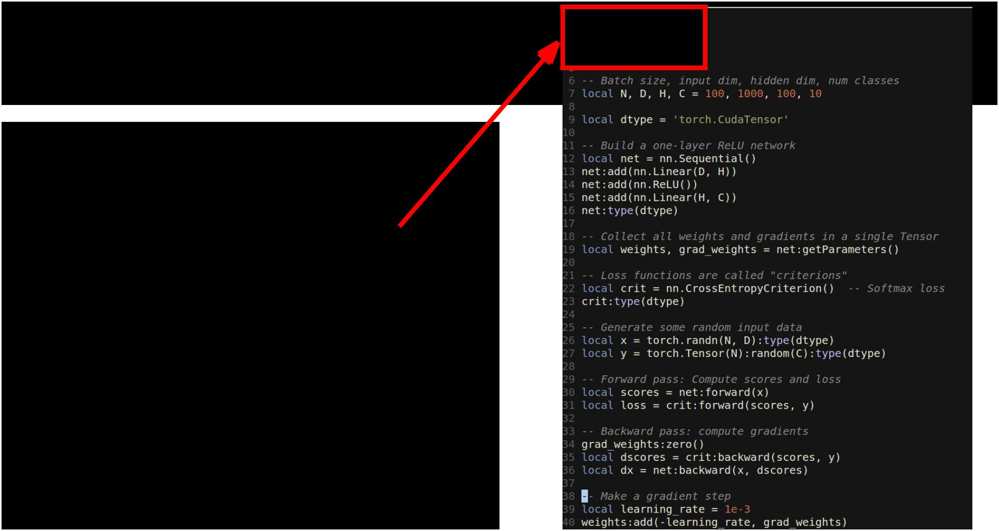 6 -- Batch size, input dim, hidden dim, num classes
7 local N, D, H, C = 100, 1000, 100, 10
8
9 local dtype = 'torch.CudaTensor'
10
11 -- Build a one-layer ReLU network
12 local net = nn.Sequential()
13 net:add(nn.Linear(D, H))
14 net:add(nn.ReLU())
15 net:add(nn.Linear(H, C))
16 net:type(dtype)
17
18 -- Collect all weights and gradients in a single Tensor
19 local weights, grad_weights = net:getParameters()
20
21 -- Loss functions are called "criterions"
22 local crit = nn.CrossEntropyCriterion()  -- Softmax loss
23 crit:type(dtype)
24
25 -- Generate some random input data
26 local x = torch.randn(N, D):type(dtype)
27 local y = torch.Tensor(N):random(C):type(dtype)
28
29 -- Forward pass: Compute scores and loss
30 local scores = net:forward(x)
31 local loss = crit:forward(scores, y)
32
33 -- Backward pass: compute gradients
34 grad_weights:zero()
35 local dscores = crit:backward(scores, y)
36 local dx = net:backward(x, dscores)
37
38 -- Make a gradient step
39 local learning_rate = 1e-3
40 weights:add(-learning_rate, grad_weights)